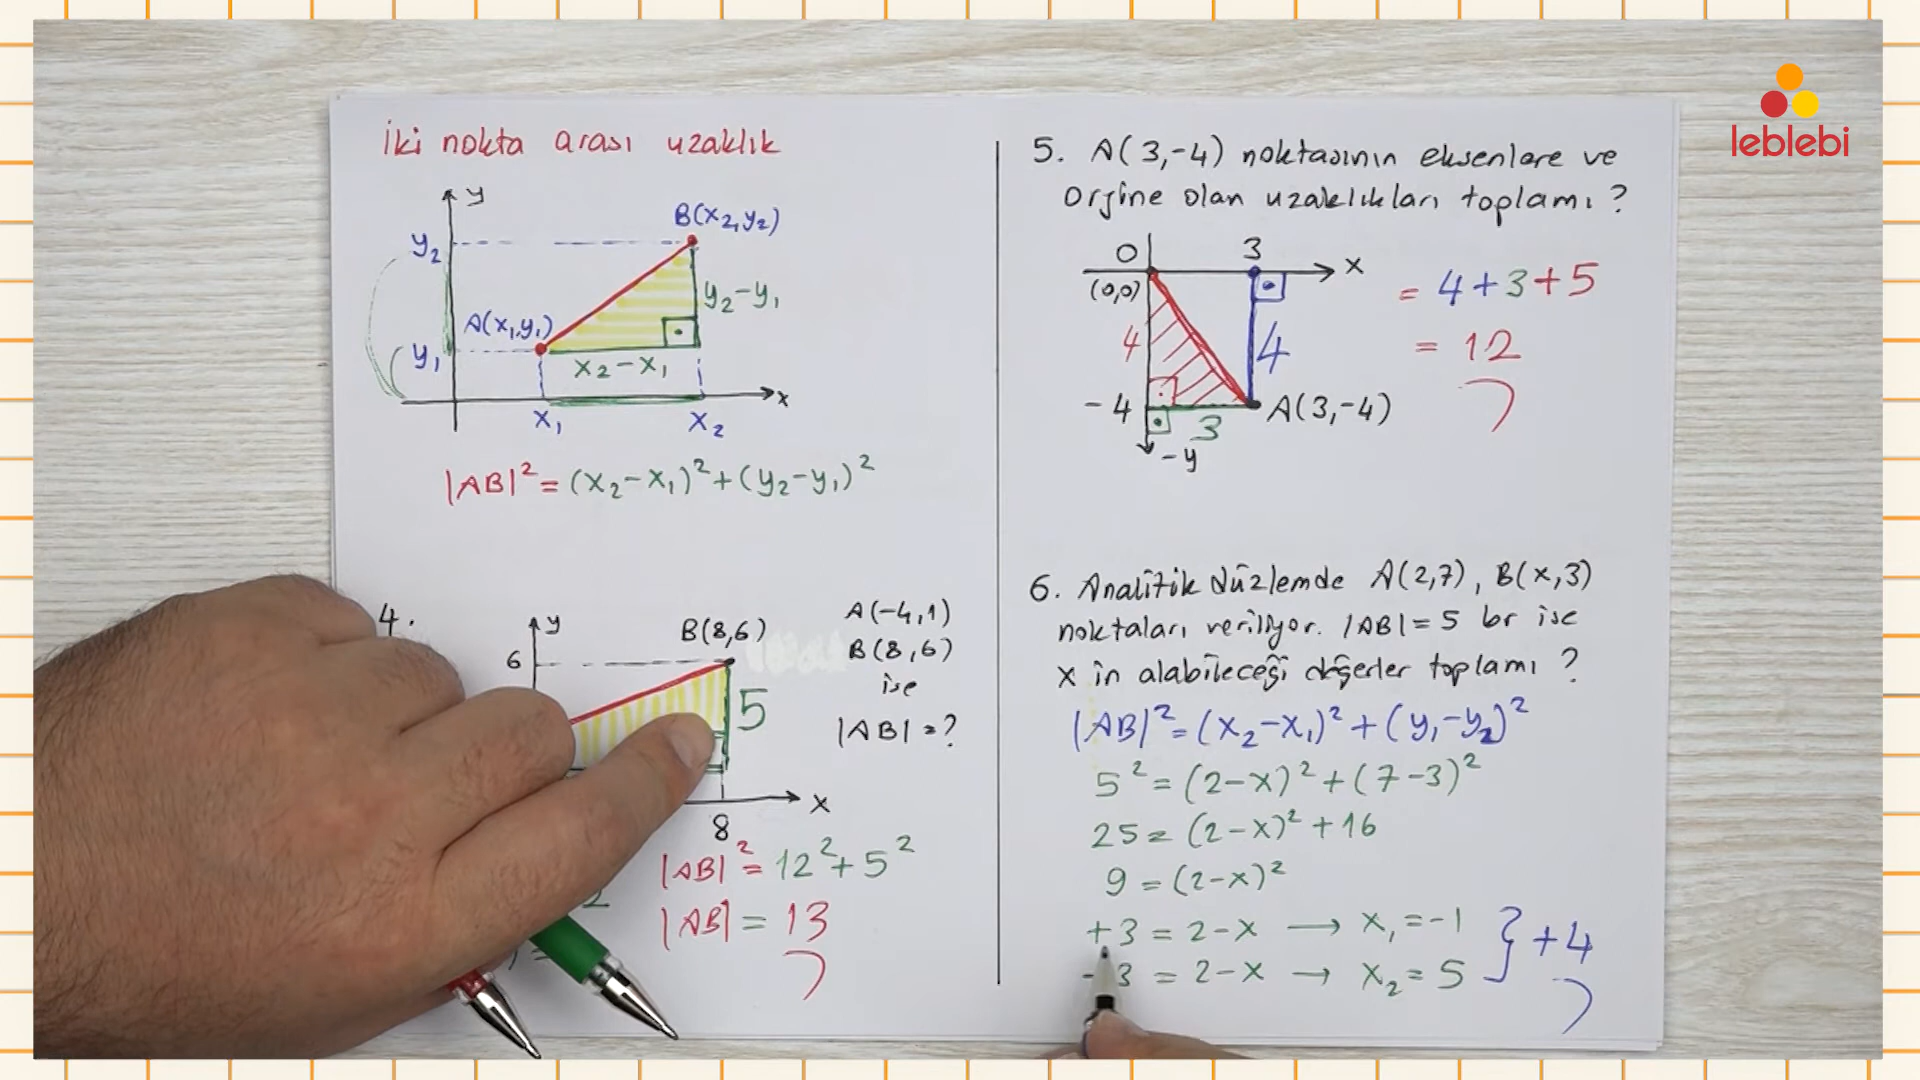 İki nokta arası uzaklık
y
B(x₂,y₂)
y₂
y₂-y₁
A(x₁,y₁)
y₁
x₂-x₁
x
x₁
x₂
|AB|² = (x₂-x₁)² + (y₂-y₁)²
4.
y
B(8,6)
6
5
x
8
A(-4,1)
B(8,6)
ise
|AB| = ?
|AB|² = 12² + 5²
|AB| = 13
5. A(3,-4) noktasının eksenlere ve
Orjine olan uzaklıkları toplamı ?
0
3
x
(0,0)
4
4
-4
A(3,-4)
3
-y
= 4+3+5
= 12
6. Analitik düzlemde A(2,7), B(x,3)
noktaları veriliyor. |AB| = 5 br ise
x in alabileceği değerler toplamı ?
|AB|² = (x₂-x₁)² + (y₁-y₂)²
5² = (2-x)² + (7-3)²
25 = (2-x)² + 16
9 = (2-x)²
+3 = 2-x → x₁ = -1
-3 = 2-x → x₂ = 5
} +4
leblebi